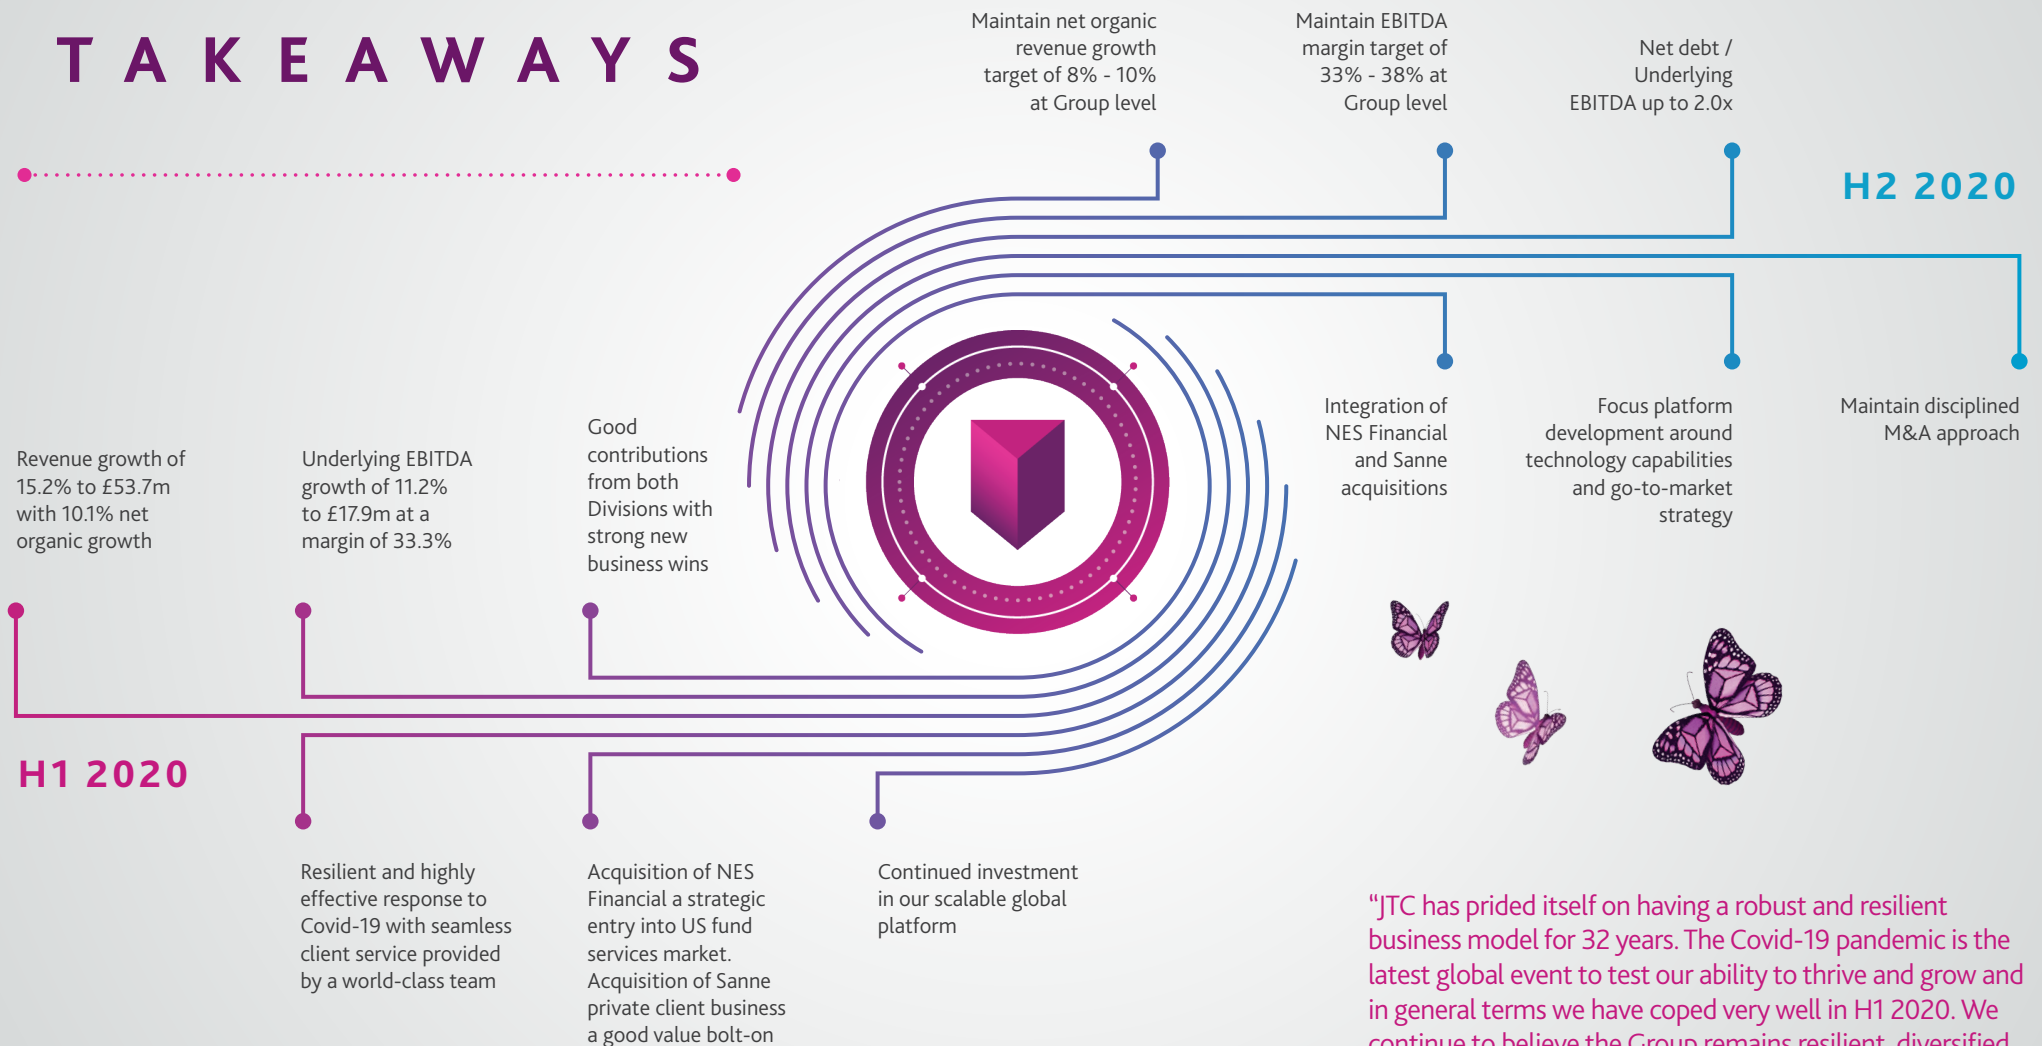 TAKEAWAYS
Maintain net organic
revenue growth
target of 8% - 10%
at Group level
Maintain EBITDA
margin target of
33% - 38% at
Group level
Net debt /
Underlying
EBITDA up to 2.0x
H2 2020
Integration of
NES Financial
and Sanne
acquisitions
Focus platform
development around
technology capabilities
and go-to-market
strategy
Maintain disciplined
M&A approach
Revenue growth of
15.2% to £53.7m
with 10.1% net
organic growth
Underlying EBITDA
growth of 11.2%
to £17.9m at a
margin of 33.3%
Good
contributions
from both
Divisions with
strong new
business wins
H1 2020
Resilient and highly
effective response to
Covid-19 with seamless
client service provided
by a world-class team
Acquisition of NES
Financial a strategic
entry into US fund
services market.
Acquisition of Sanne
private client business
a good value bolt-on
Continued investment
in our scalable global
platform
“JTC has prided itself on having a robust and resilient
business model for 32 years. The Covid-19 pandemic is the
latest global event to test our ability to thrive and grow and
in general terms we have coped very well in H1 2020. We
continue to believe the Group remains resilient, diversified